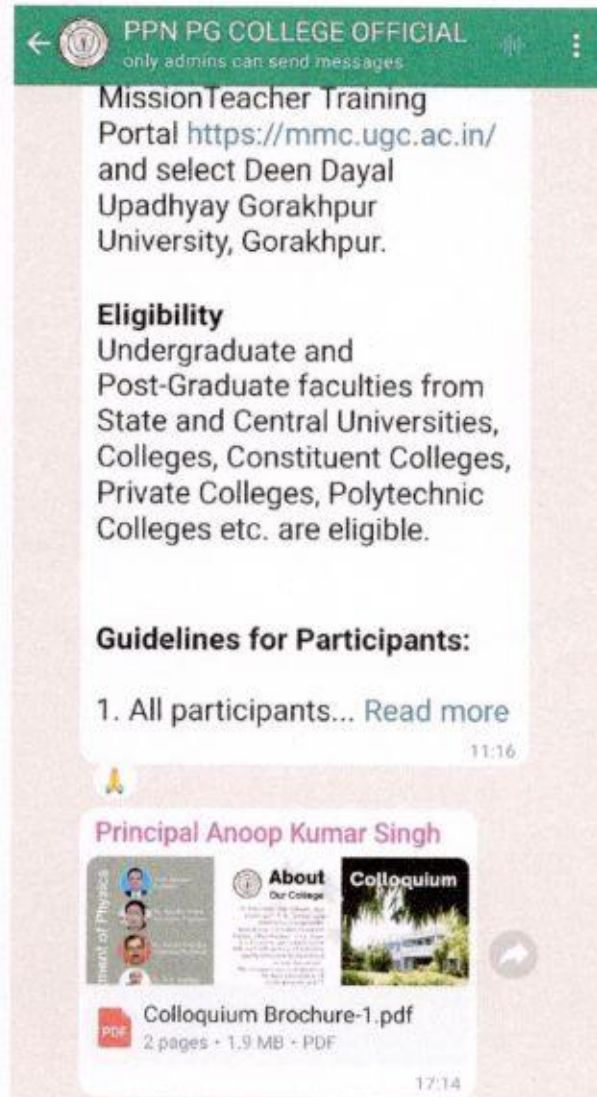 PPN PG COLLEGE OFFICIAL
only admins can send messages
MissionTeacher Training
Portal https://mmc.ugc.ac.in/
and select Deen Dayal
Upadhyay Gorakhpur
University, Gorakhpur.
Eligibility
Undergraduate and
Post-Graduate faculties from
State and Central Universities,
Colleges, Constituent Colleges,
Private Colleges, Polytechnic
Colleges etc. are eligible.
Guidelines for Participants:
1. All participants... Read more
11:16
Principal Anoop Kumar Singh
ment of Physics
About
Our College
Colloquium
PDF
Colloquium Brochure-1.pdf
2 pages • 1.9 MB • PDF
17:14